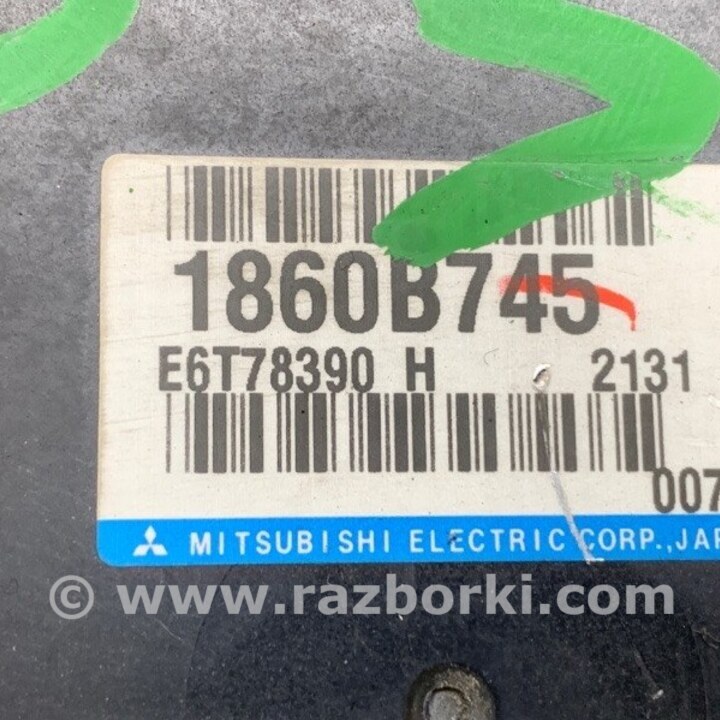 1860B745
E6T78390 H 2131
007
MITSUBISHI ELECTRIC CORP., JAP
© www.razborki.com